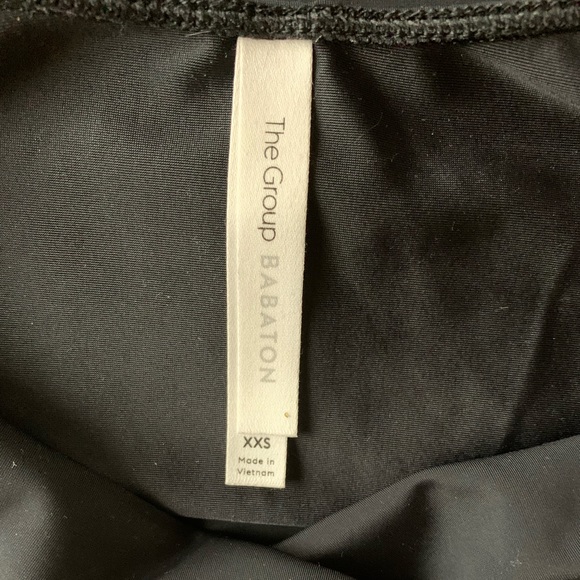 The Group BABATON
XXS
Made in
Vietnam